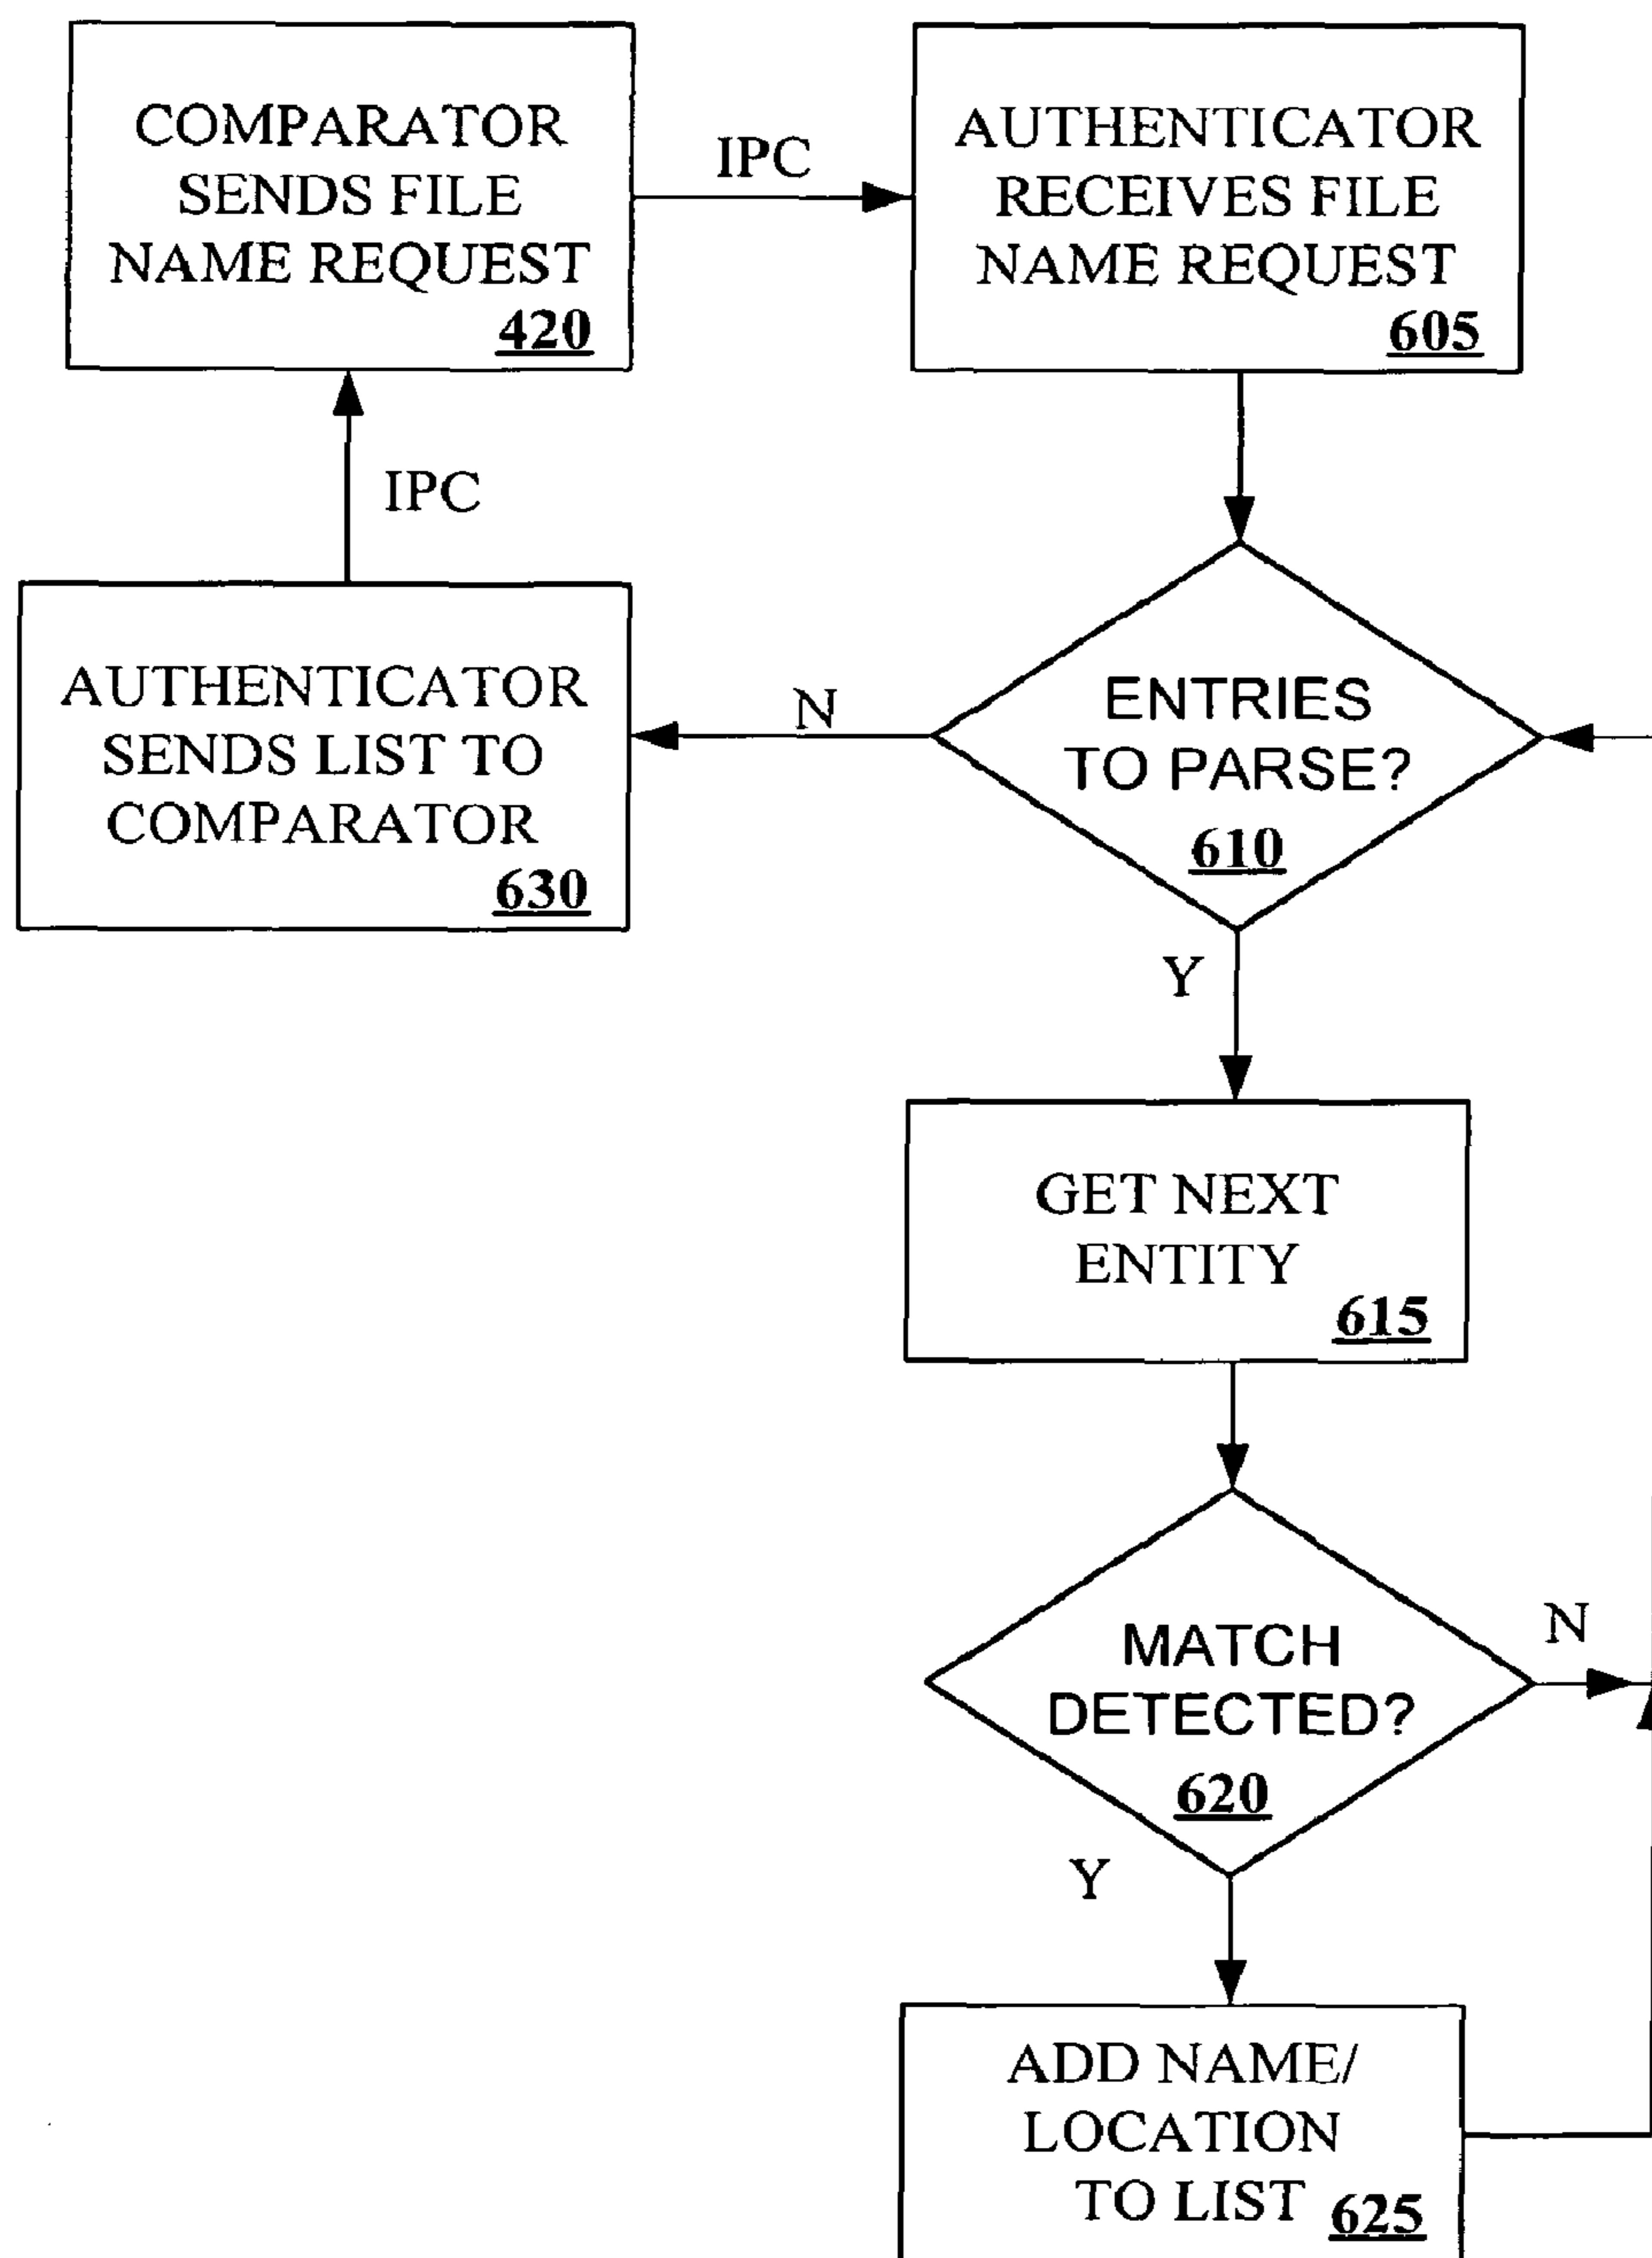 COMPARATOR
SENDS FILE
NAME REQUEST
420
IPC
AUTHENTICATOR
RECEIVES FILE
NAME REQUEST
605
IPC
AUTHENTICATOR
SENDS LIST TO
COMPARATOR
630
N
ENTRIES
TO PARSE?
610
Y
GET NEXT
ENTITY
615
MATCH
DETECTED?
620
N
Y
ADD NAME/
LOCATION
TO LIST
625